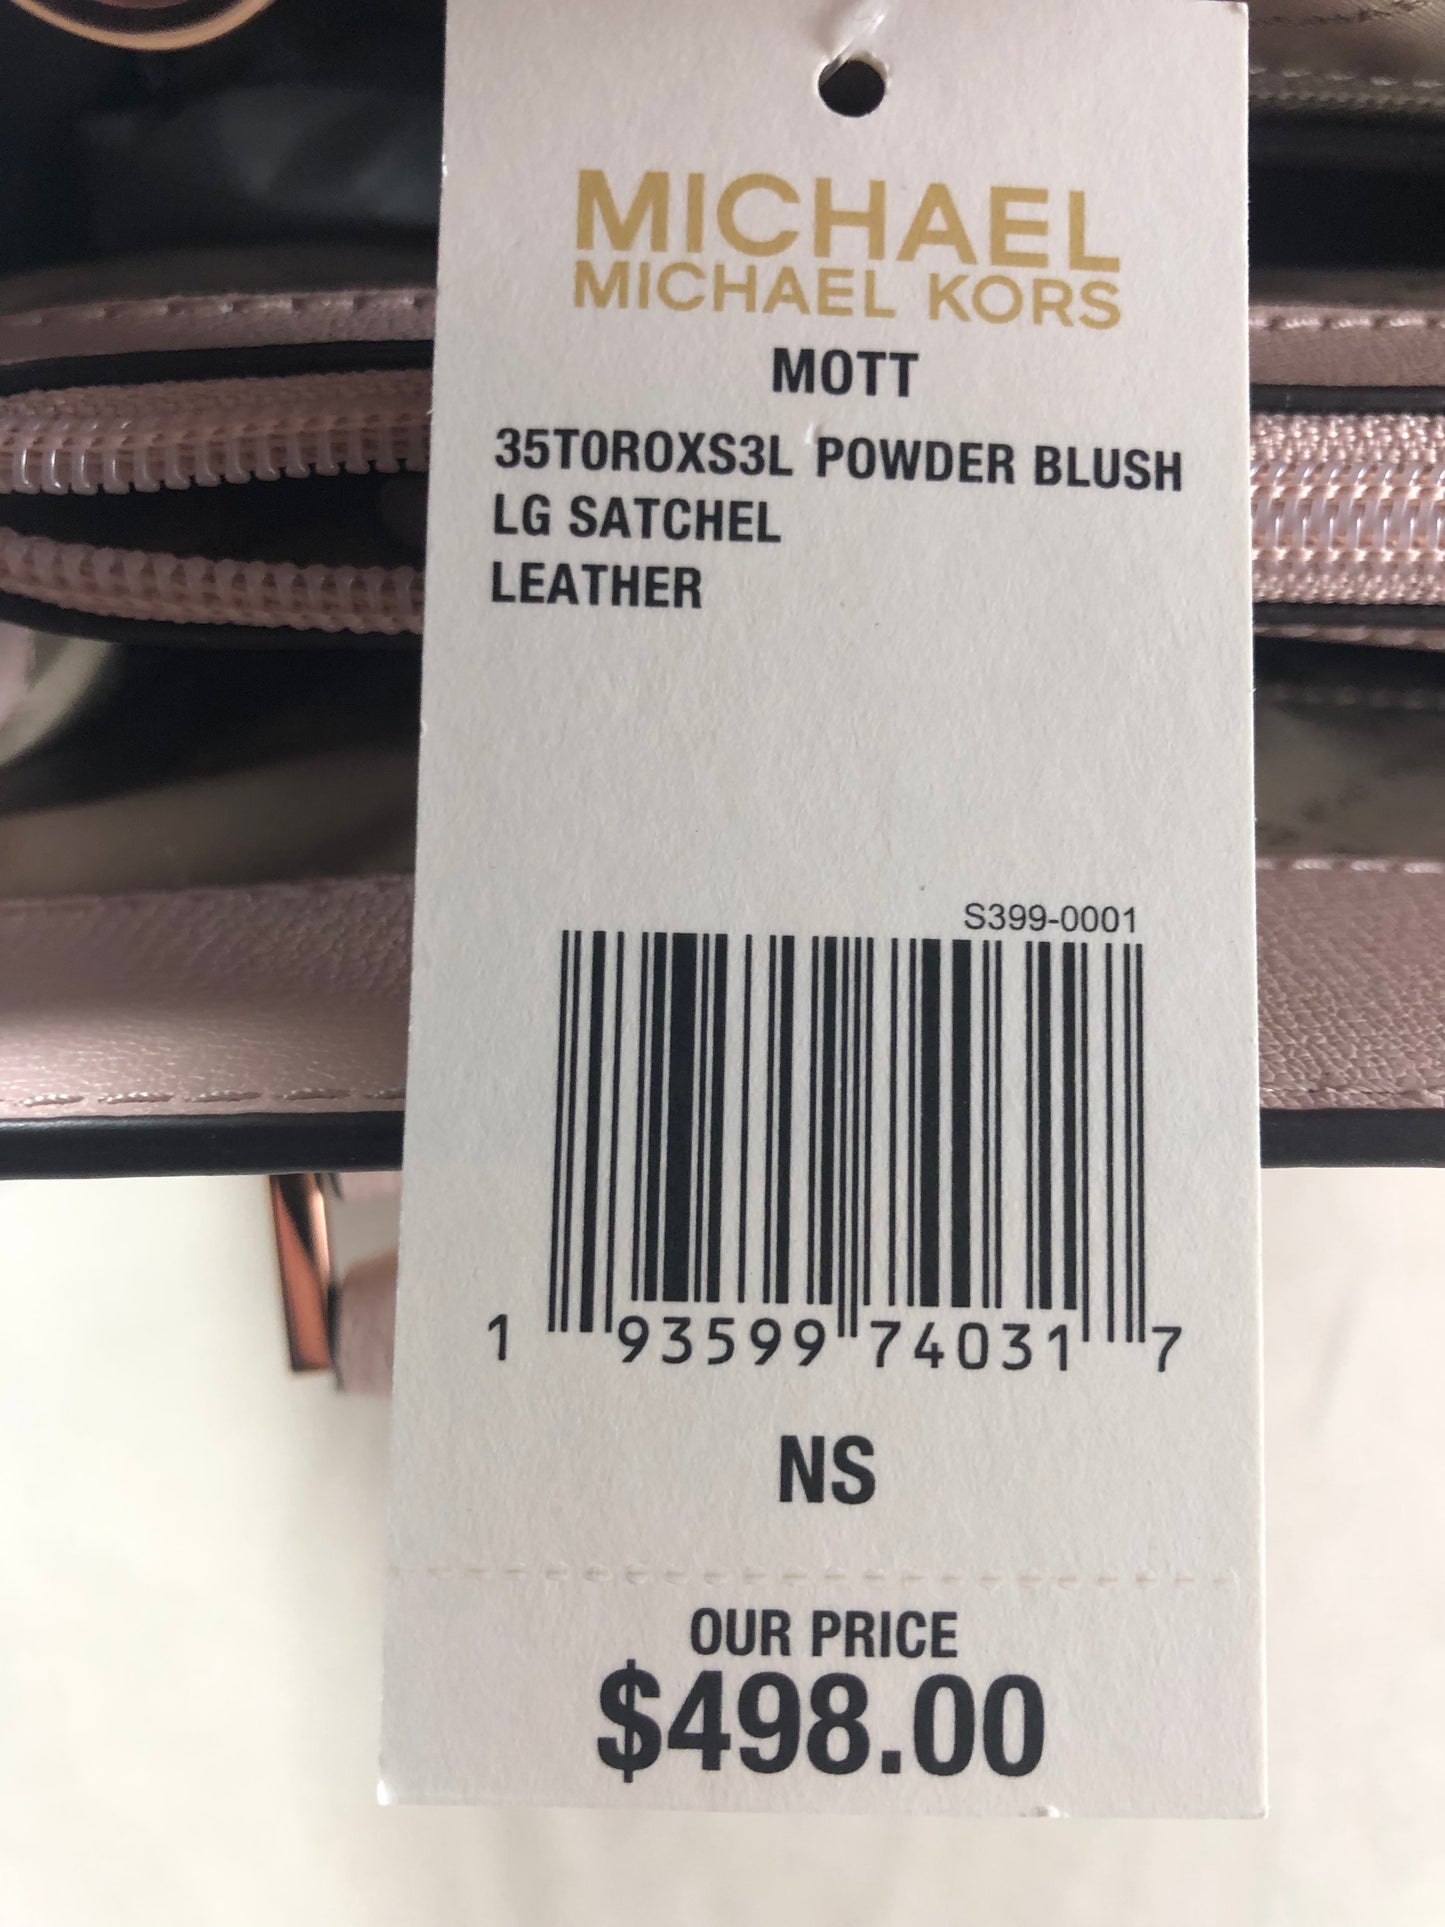 MICHAEL
MICHAEL KORS
MOTT
35T0ROXS3L POWDER BLUSH
LG SATCHEL
LEATHER
S399-0001
1 93599 74031 7
NS
OUR PRICE
$498.00